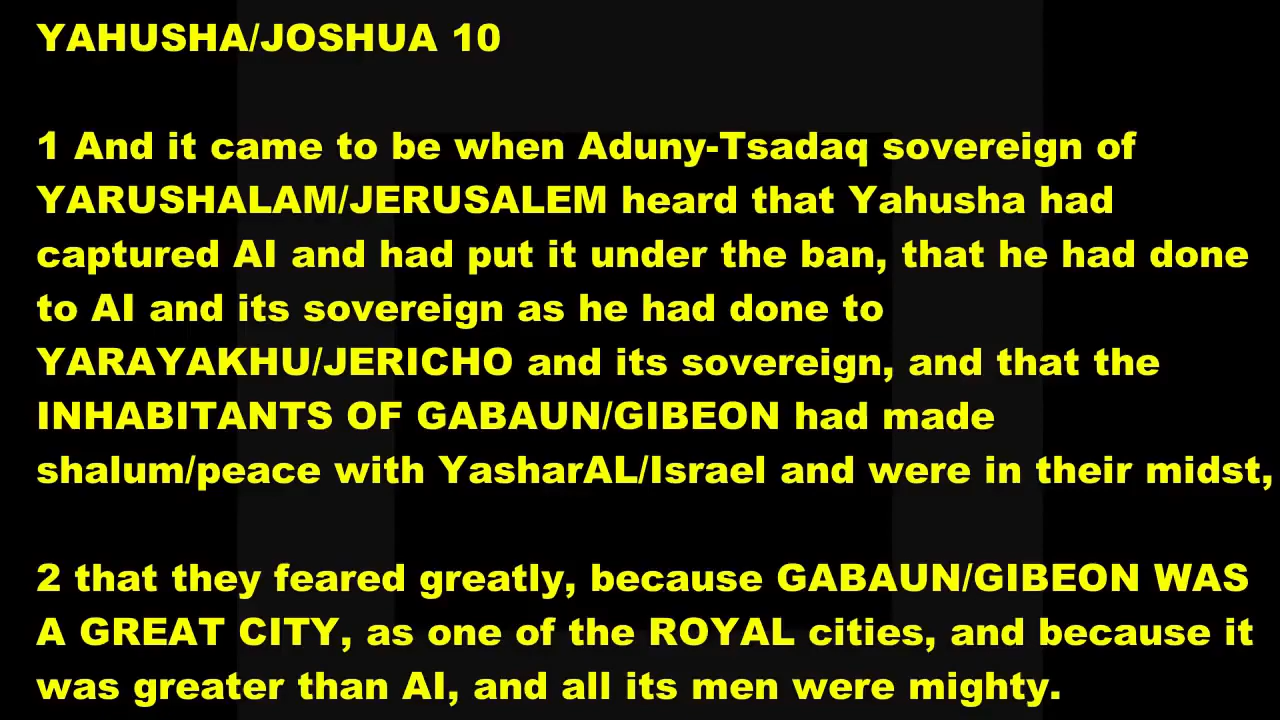 YAHUSHA/JOSHUA 10
1 And it came to be when Aduny-Tsadaq sovereign of
YARUSHALAM/JERUSALEM heard that Yahusha had
captured AI and had put it under the ban, that he had done
to AI and its sovereign as he had done to
YARAYAKHU/JERICHO and its sovereign, and that the
INHABITANTS OF GABAUN/GIBEON had made
shalum/peace with YasharAL/Israel and were in their midst,
2 that they feared greatly, because GABAUN/GIBEON WAS
A GREAT CITY, as one of the ROYAL cities, and because it
was greater than AI, and all its men were mighty.